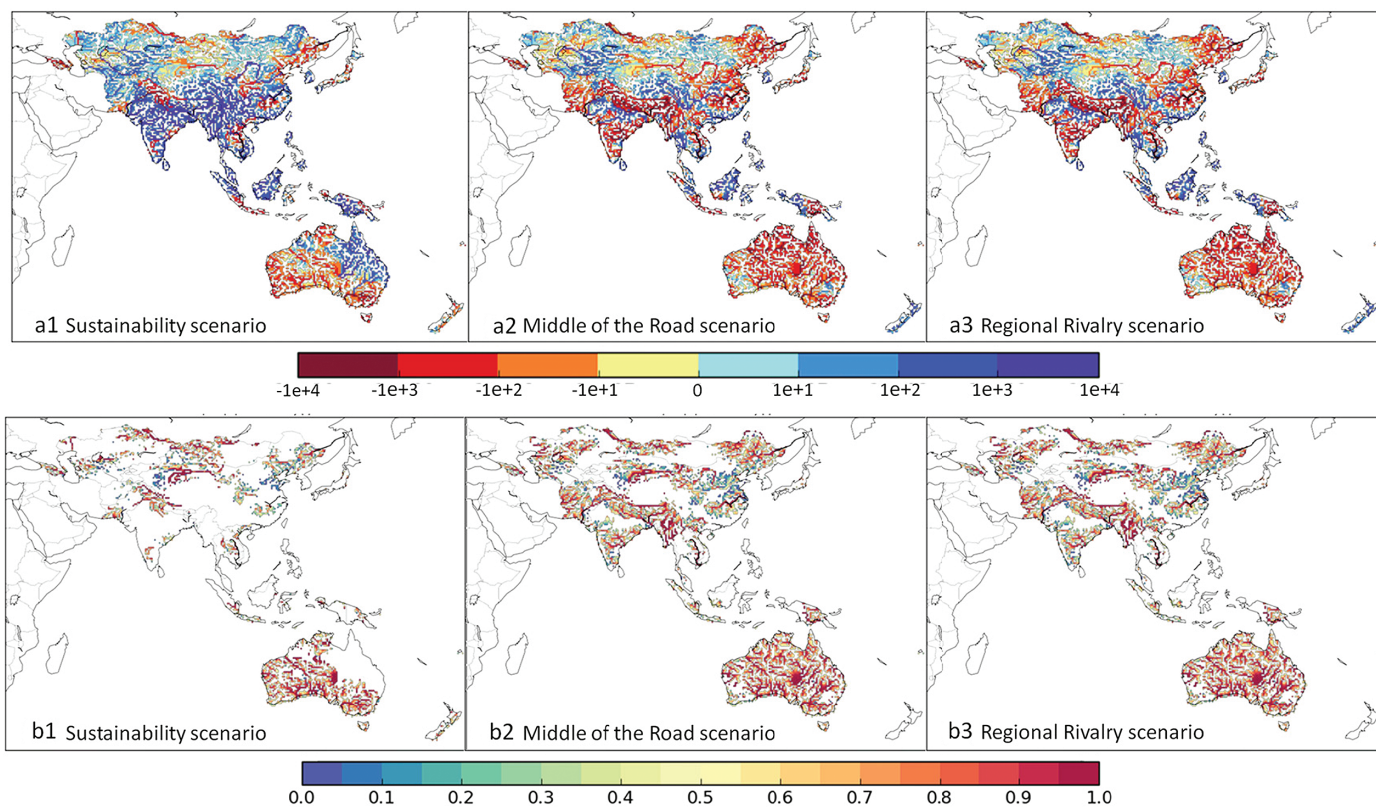 a1 Sustainability scenario
a2 Middle of the Road scenario
a3 Regional Rivalry scenario
-1e+4 -1e+3 -1e+2 -1e+1 0 1e+1 1e+2 1e+3 1e+4
b1 Sustainability scenario
b2 Middle of the Road scenario
b3 Regional Rivalry scenario
0.0 0.1 0.2 0.3 0.4 0.5 0.6 0.7 0.8 0.9 1.0